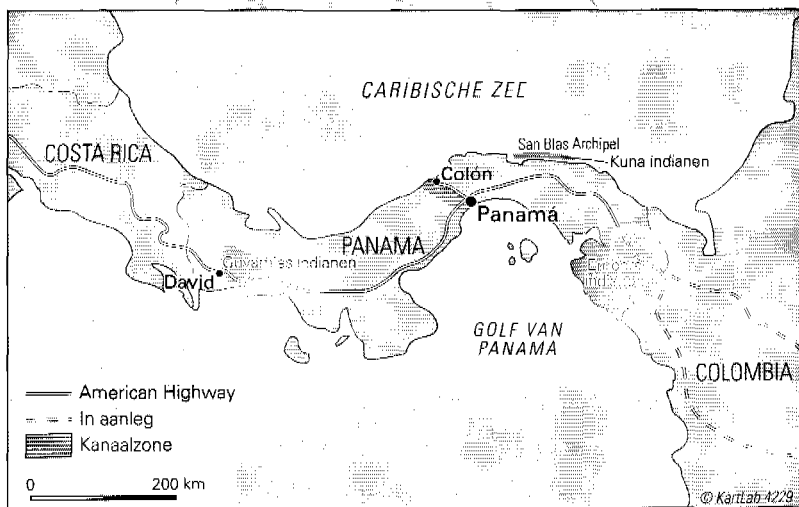 CARIBISCHE ZEE
San Blas Archipel
Kuna indianen
COSTA RICA
Colón
Panamá
PANAMA
indianen
David
GOLF VAN
PANAMA
COLOMBIA
American Highway
In aanleg
Kanaalzone
0 200 km
© KartLab 4229